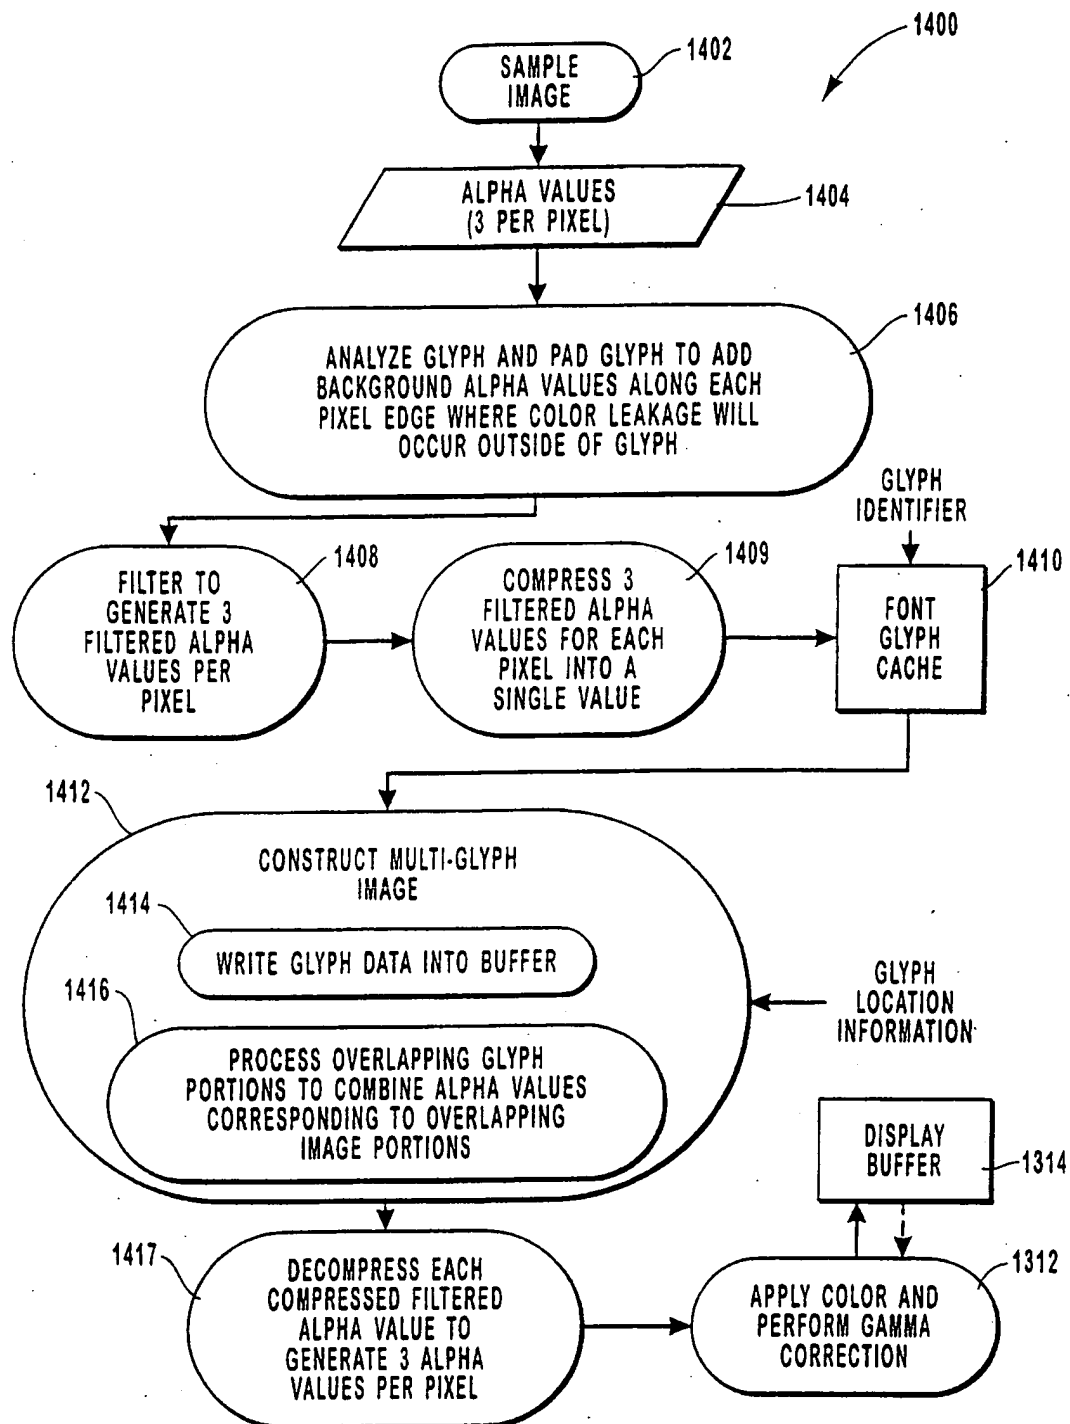 1400
1402
SAMPLE
IMAGE
ALPHA VALUES
(3 PER PIXEL)
1404
1406
ANALYZE GLYPH AND PAD GLYPH TO ADD
BACKGROUND ALPHA VALUES ALONG EACH
PIXEL EDGE WHERE COLOR LEAKAGE WILL
OCCUR OUTSIDE OF GLYPH
GLYPH
IDENTIFIER
1408
FILTER TO
GENERATE 3
FILTERED ALPHA
VALUES PER
PIXEL
1409
COMPRESS 3
FILTERED ALPHA
VALUES FOR EACH
PIXEL INTO A
SINGLE VALUE
1410
FONT
GLYPH
CACHE
1412
CONSTRUCT MULTI-GLYPH
IMAGE
1414
WRITE GLYPH DATA INTO BUFFER
1416
PROCESS OVERLAPPING GLYPH
PORTIONS TO COMBINE ALPHA VALUES
CORRESPONDING TO OVERLAPPING
IMAGE PORTIONS
GLYPH
LOCATION
INFORMATION
DISPLAY
BUFFER
1314
1417
DECOMPRESS EACH
COMPRESSED FILTERED
ALPHA VALUE TO
GENERATE 3 ALPHA
VALUES PER PIXEL
1312
APPLY COLOR AND
PERFORM GAMMA
CORRECTION